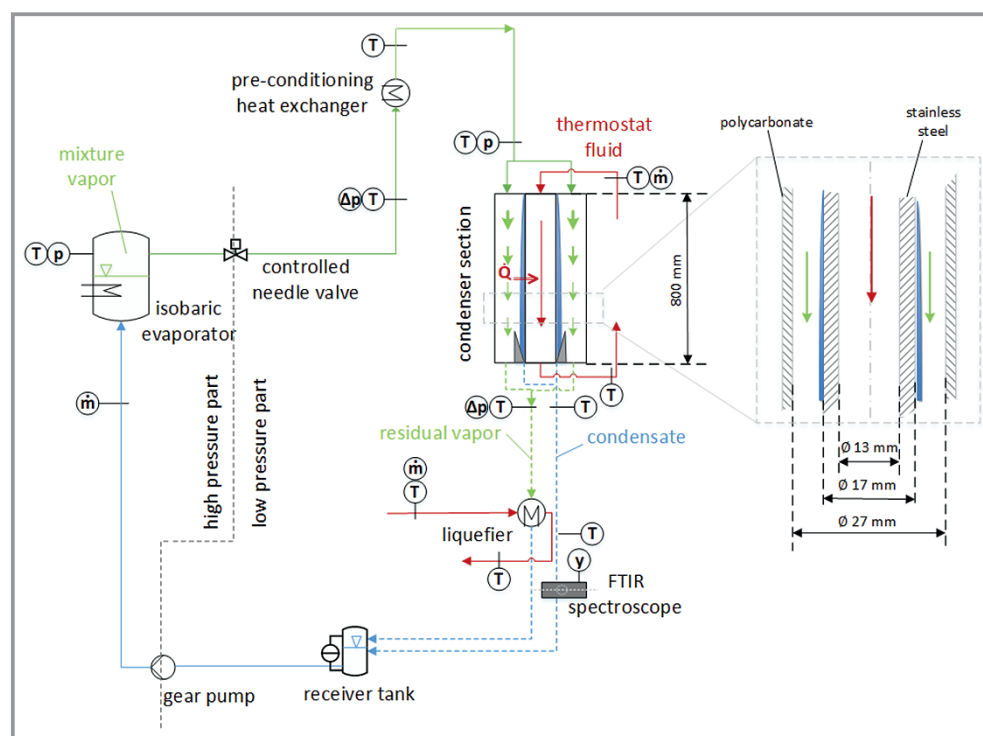 T
pre-conditioning
heat exchanger
mixture
vapor
T p
Δp T
T p
controlled
needle valve
isobaric
evaporator
ṁ
high pressure part
low pressure part
T p
thermostat
fluid
T ṁ
condenser section
Q̇
800 mm
T
Δp T
T
residual vapor
condensate
ṁ
T
liquefier
T
T
y
FTIR
spectroscope
gear pump
receiver tank
polycarbonate
stainless
steel
Ø 13 mm
Ø 17 mm
Ø 27 mm